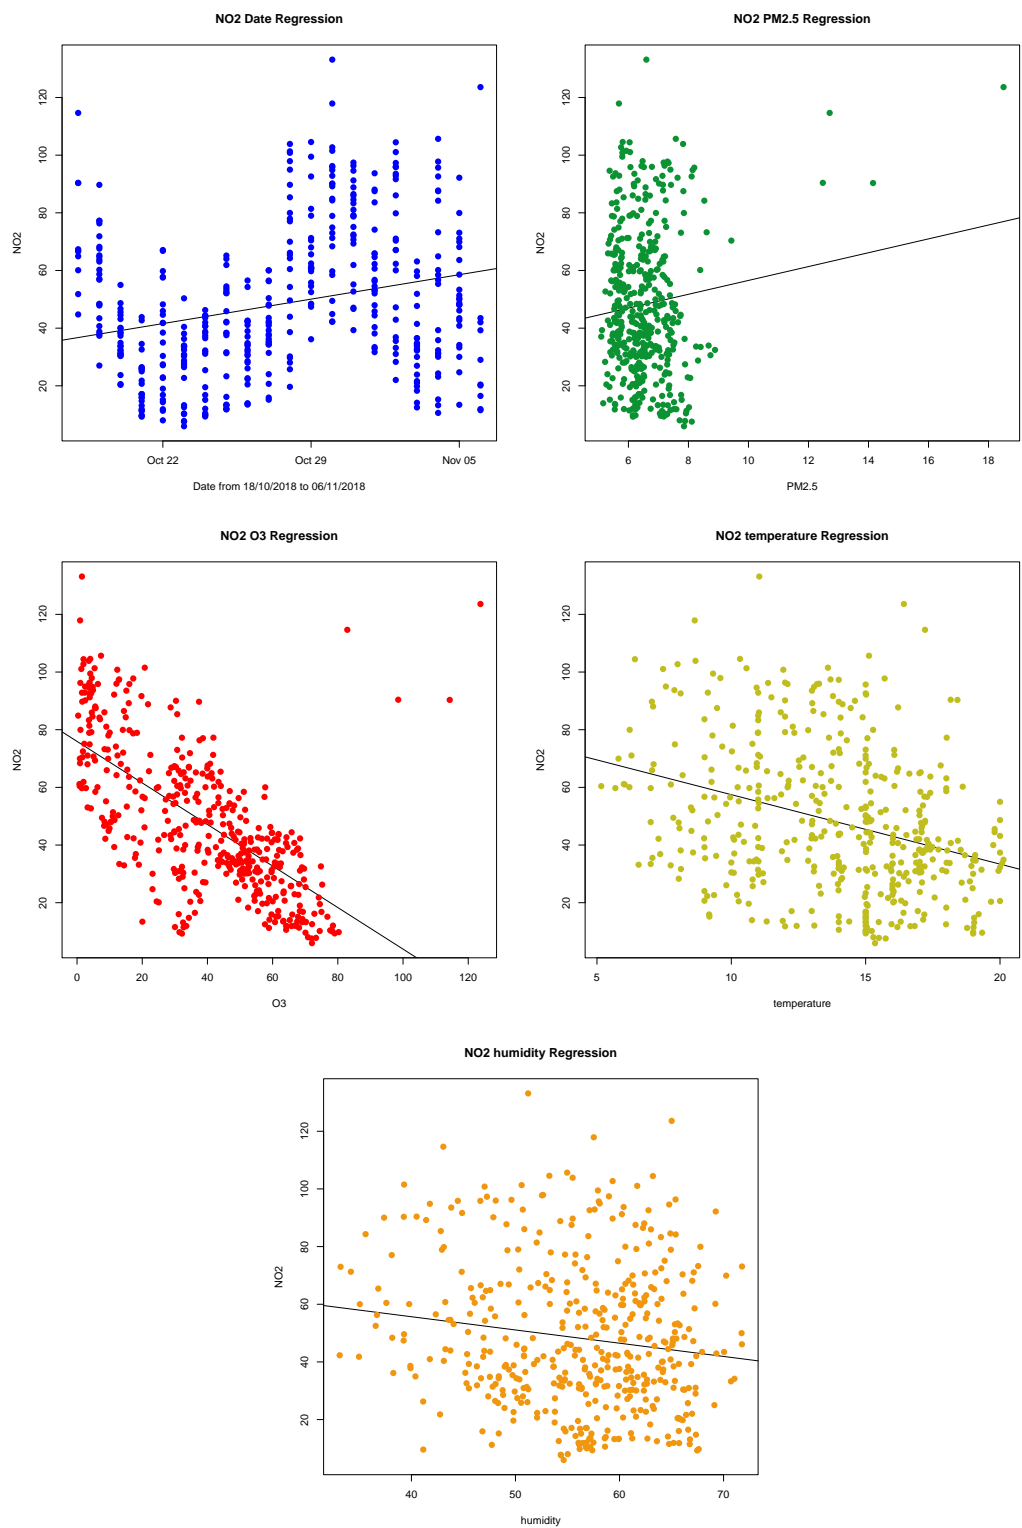 NO2 Date Regression
NO2
20 40 60 80 100 120
Oct 22 Oct 29 Nov 05
Date from 18/10/2018 to 06/11/2018
NO2 PM2.5 Regression
NO2
20 40 60 80 100 120
6 8 10 12 14 16 18
PM2.5
NO2 O3 Regression
NO2
20 40 60 80 100 120
0 20 40 60 80 100 120
O3
NO2 temperature Regression
NO2
20 40 60 80 100 120
5 10 15 20
temperature
NO2 humidity Regression
NO2
20 40 60 80 100 120
40 50 60 70
humidity